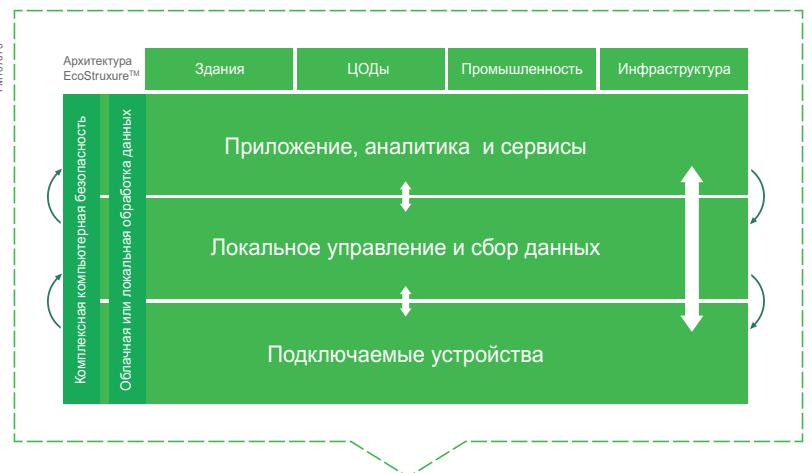 Архитектура
EcoStruxure™
Здания
ЦОДы
Промышленность
Инфраструктура
Комплексная компьютерная безопасность
Облачная или локальная обработка данных
Приложение, аналитика и сервисы
Локальное управление и сбор данных
Подключаемые устройства